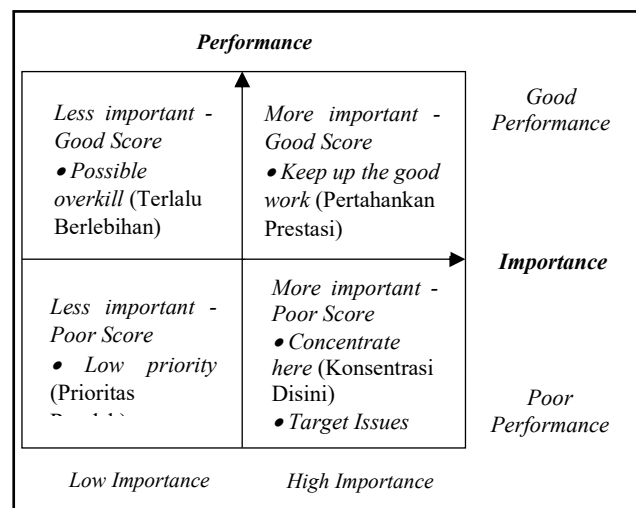 Performance
Less important -
Good Score
• Possible
overkill (Terlalu
Berlebihan)
More important -
Good Score
• Keep up the good
work (Pertahankan
Prestasi)
Good
Performance
Importance
Less important -
Poor Score
• Low priority
(Prioritas
More important -
Poor Score
• Concentrate
here (Konsentrasi
Disini)
• Target Issues
Poor
Performance
Low Importance
High Importance